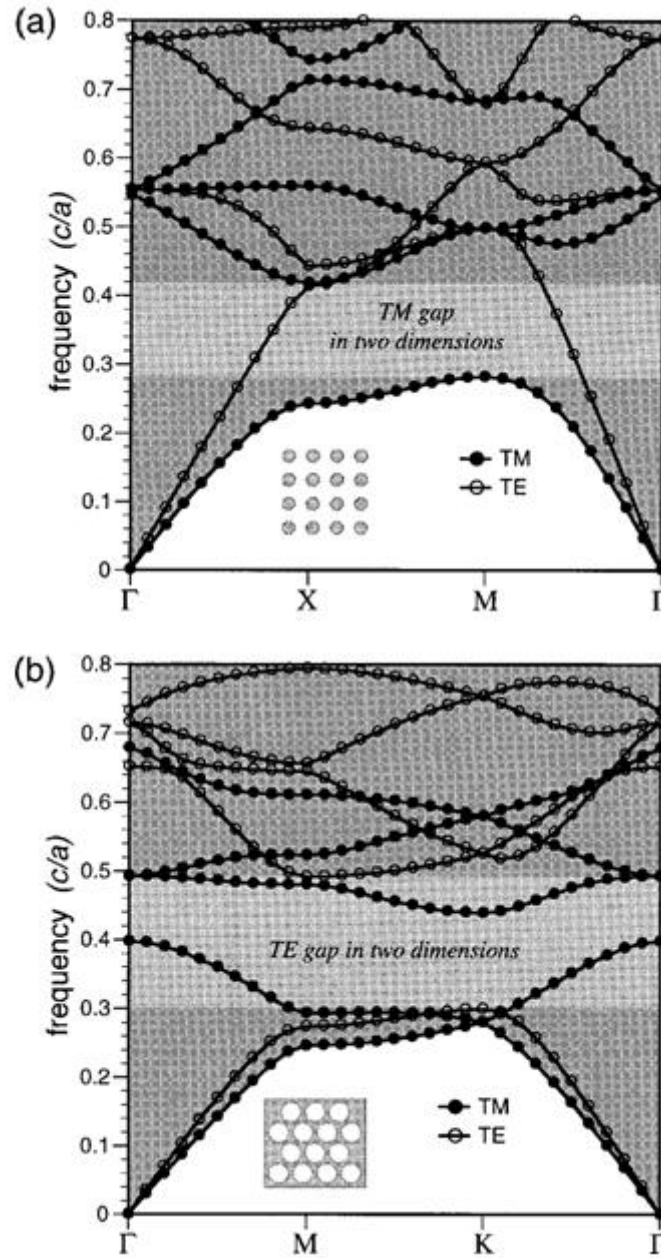 (a)
0.8
0.7
0.6
0.5
0.4
0.3
0.2
0.1
0
frequency (c/a)
TM gap
in two dimensions
TM
TE
Γ X M Γ
(b)
0.8
0.7
0.6
0.5
0.4
0.3
0.2
0.1
0
frequency (c/a)
TE gap in two dimensions
TM
TE
Γ M K Γ